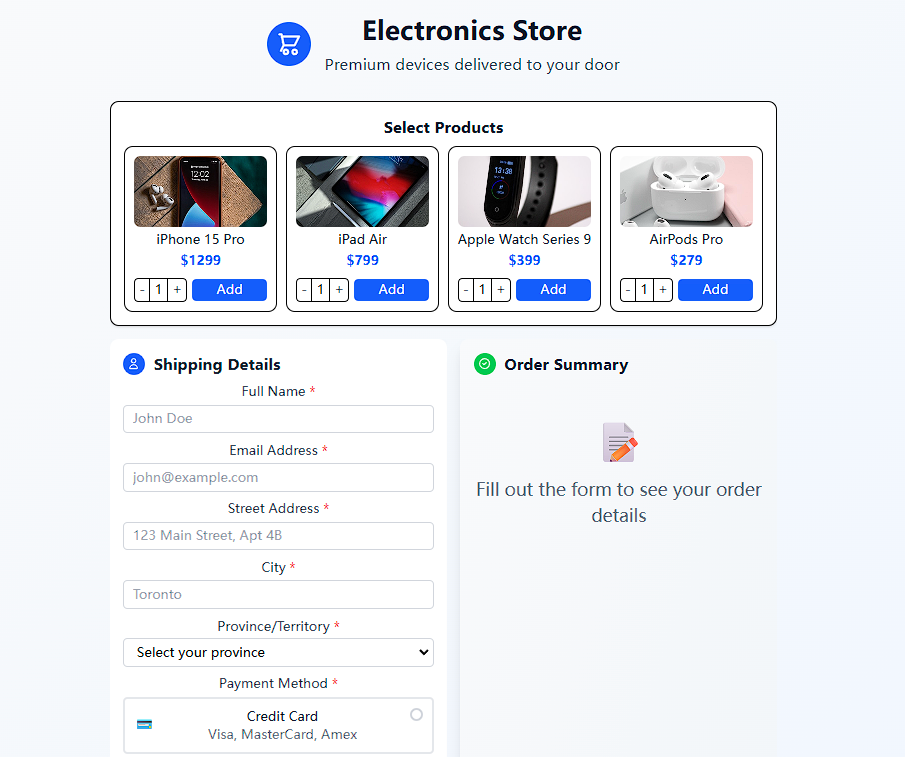 Electronics Store
Premium devices delivered to your door
Select Products
12:02
13:38
iPhone 15 Pro
iPad Air
Apple Watch Series 9
AirPods Pro
$1299
$799
$399
$279
- 1 + Add
- 1 + Add
- 1 + Add
- 1 + Add
Shipping Details
Full Name *
John Doe
Email Address *
john@example.com
Street Address *
123 Main Street, Apt 4B
City *
Toronto
Province/Territory *
Select your province
Payment Method *
Credit Card
Visa, MasterCard, Amex
Order Summary
Fill out the form to see your order
details